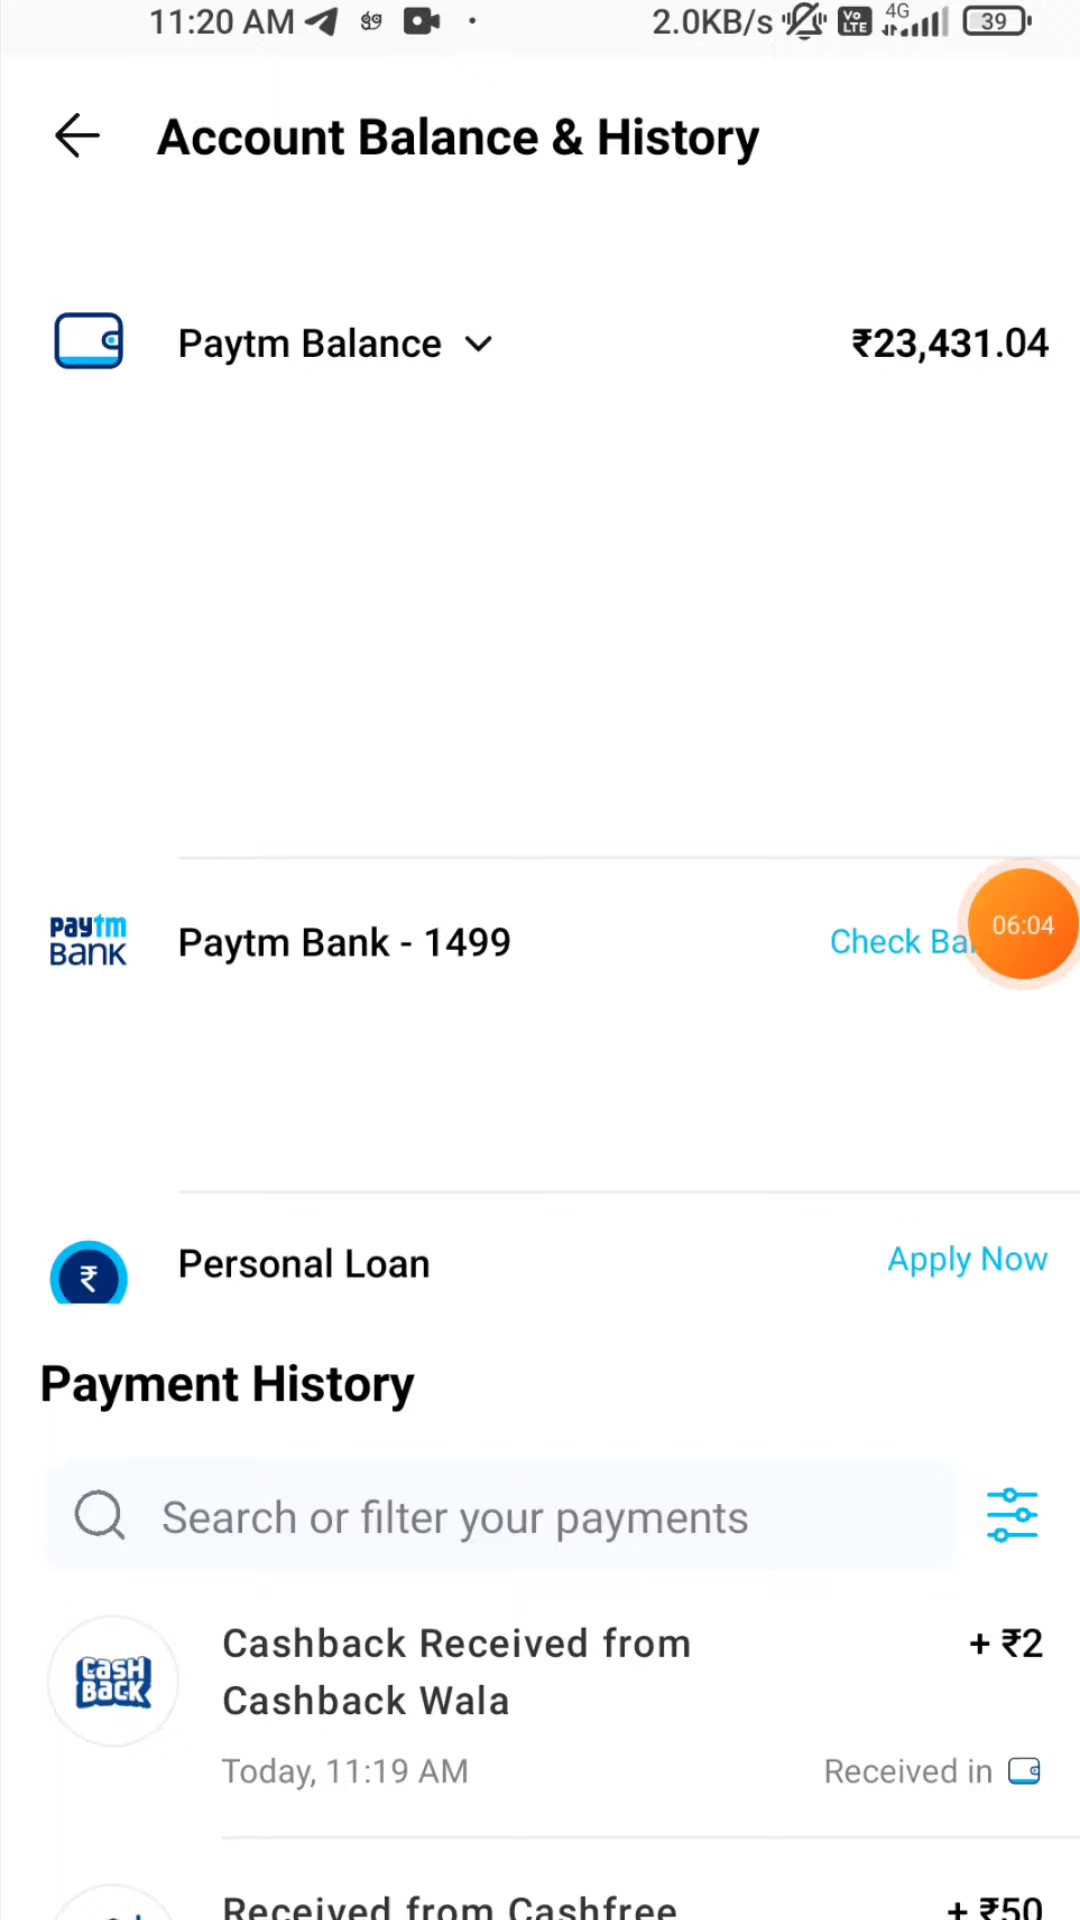 11:20 AM 2.0KB/s Vo LTE 4G 39
Account Balance & History
Paytm Balance ₹23,431.04
paytm BANK
Paytm Bank - 1499 Check Ba 06:04
₹ Personal Loan Apply Now
Payment History
Search or filter your payments
CASH BACK
Cashback Received from + ₹2
Cashback Wala
Today, 11:19 AM Received in
Received from Cashfree + ₹50